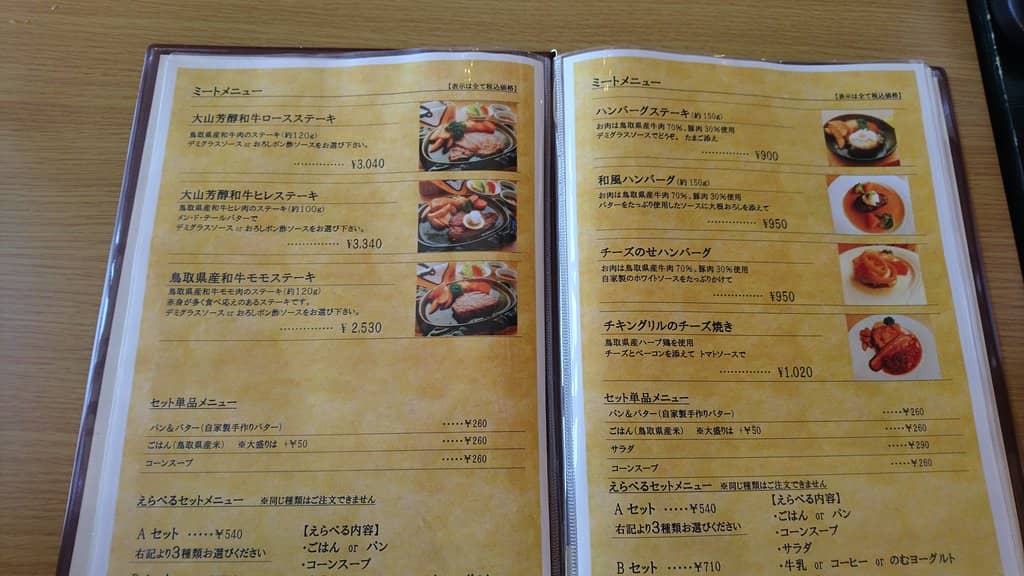 ミートメニュー
【表示は全て税込価格】
大山芳醇和牛ロースステーキ
鳥取県産和牛肉のステーキ(約120g)
デミグラスソース or おろしポン酢ソースをお選び下さい。
·············· ¥3.040
大山芳醇和牛ヒレステーキ
鳥取県産和牛ヒレ肉のステーキ(約100g)
メン・ド・テールバターで
デミグラスソース or おろしポン酢ソースをお選び下さい。
·············· ¥3.340
鳥取県産和牛モモステーキ
鳥取県産和牛モモ肉のステーキ(約120g)
赤身が多く食べ応えのあるステーキです。
デミグラスソース or おろしポン酢ソースをお選び下さい。
·············· ¥ 2,530
セット単品メニュー
パン&バター(自家製手作りバター) ·····¥260
ごはん(鳥取県産米) ※大盛りは +¥50 ·····¥260
コーンスープ ·····¥260
えらべるセットメニュー ※同じ種類はご注文できません
A セット ·····¥540
右記より3種類お選びください
【えらべる内容】
・ごはん or パン
・コーンスープ
ミートメニュー
【表示は全て税込価格】
ハンバーグステーキ(約150g)
お肉は鳥取県産牛肉70%、豚肉30%使用
デミグラスソースでどうぞ。 たまご添え
·············· ¥900
和風ハンバーグ(約150g)
お肉は鳥取県産牛肉70%、豚肉30%使用
バターをたっぷり使用したソースに大根おろしを添えて
·············· ¥950
チーズのせハンバーグ
お肉は鳥取県産牛肉70%、豚肉30%使用
自家製のホワイトソースをたっぷりかけて
·············· ¥950
チキングリルのチーズ焼き
鳥取県産ハーブ鶏を使用
チーズとベーコンを添えて トマトソースで
·············· ¥1.020
セット単品メニュー
パン&バター(自家製手作りバター) ·····¥260
ごはん(鳥取県産米) ※大盛りは +¥50 ·····¥260
サラダ ·····¥290
コーンスープ ·····¥260
えらべるセットメニュー ※同じ種類はご注文できません
A セット ·····¥540
右記より3種類お選びください
B セット ·····¥710
【えらべる内容】
・ごはん or パン
・コーンスープ
・サラダ
・牛乳 or コーヒー or のむヨーグルト